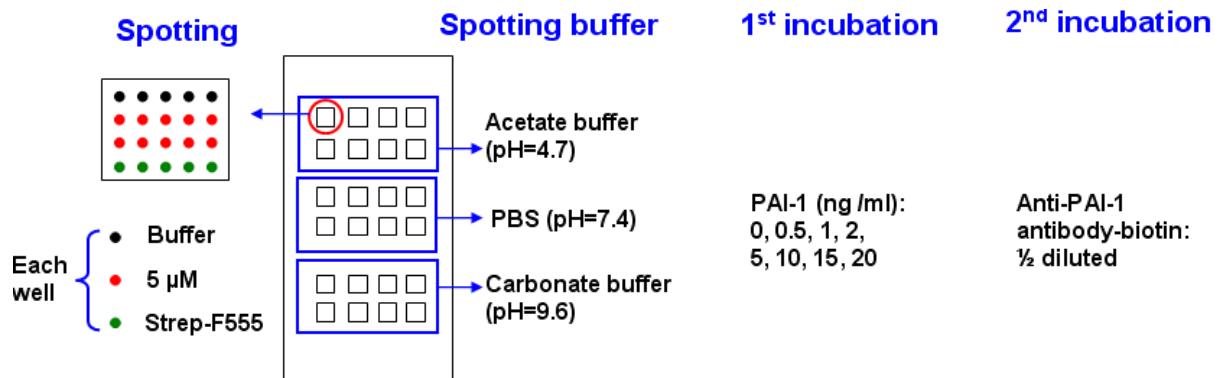 Spotting
Spotting buffer
1st incubation
2nd incubation
Acetate buffer
(pH=4.7)
PBS (pH=7.4)
Carbonate buffer
(pH=9.6)
PAI-1 (ng /ml):
0, 0.5, 1, 2,
5, 10, 15, 20
Anti-PAI-1
antibody-biotin:
½ diluted
Each
well
Buffer
5 µM
Strep-F555